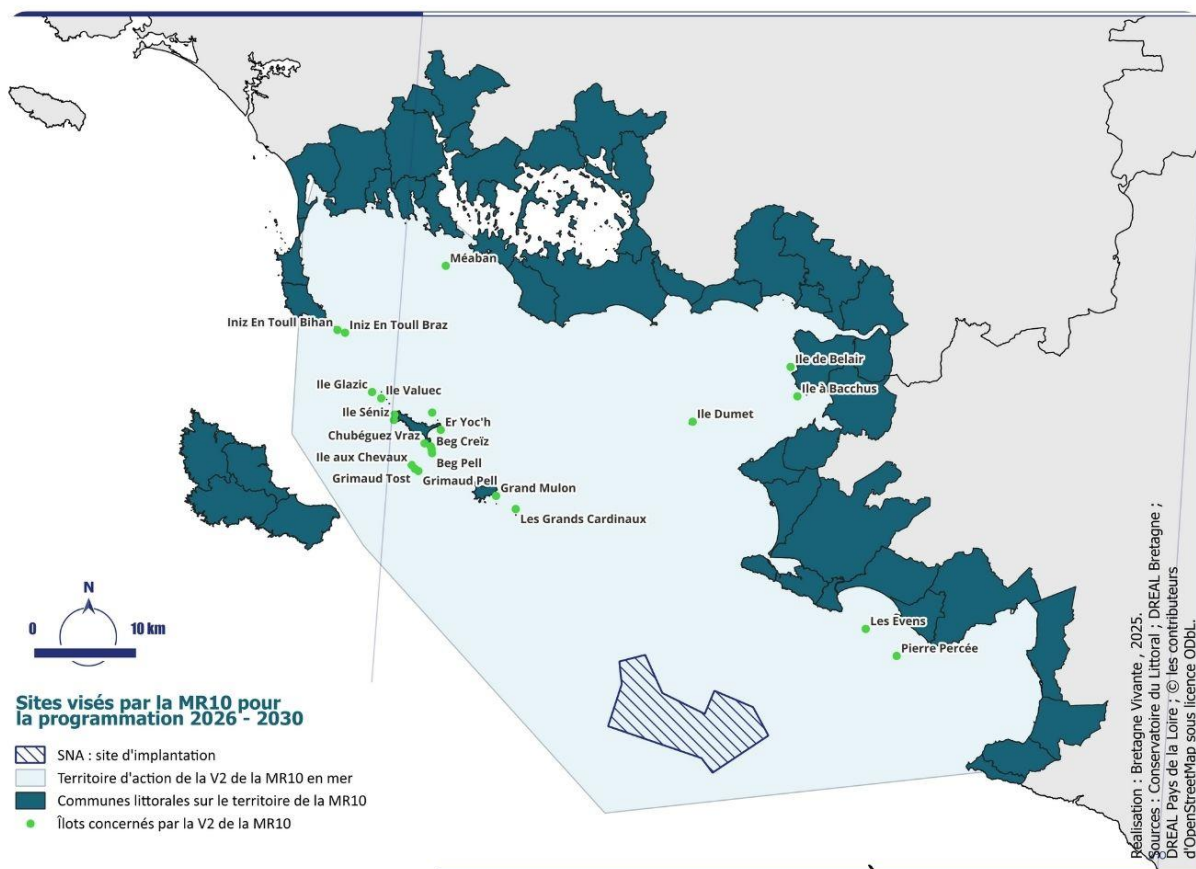 Méaban
Iniz En Toull Bihan
Iniz En Toull Braz
Ile de Belair
Ile Glazic
Ile Valuec
Ile à Bacchus
Ile Séniz
Er Yoc'h
Ile Dumet
Chubéguez Vraz
Beg Creïz
Ile aux Chevaux
Beg Pell
Grimaud Tost
Grimaud Pell
Grand Mulon
Les Grands Cardinaux
Les Évens
Pierre Percée
N
0 10 km
Sites visés par la MR10 pour
la programmation 2026 - 2030
SNA : site d'implantation
Territoire d'action de la V2 de la MR10 en mer
Communes littorales sur le territoire de la MR10
Îlots concernés par la V2 de la MR10
Réalisation : Bretagne Vivante , 2025.
Sources : Conservatoire du Littoral ; DREAL Bretagne ;
DREAL Pays de la Loire ; © les contributeurs
d'OpenStreetMap sous licence ODbL.